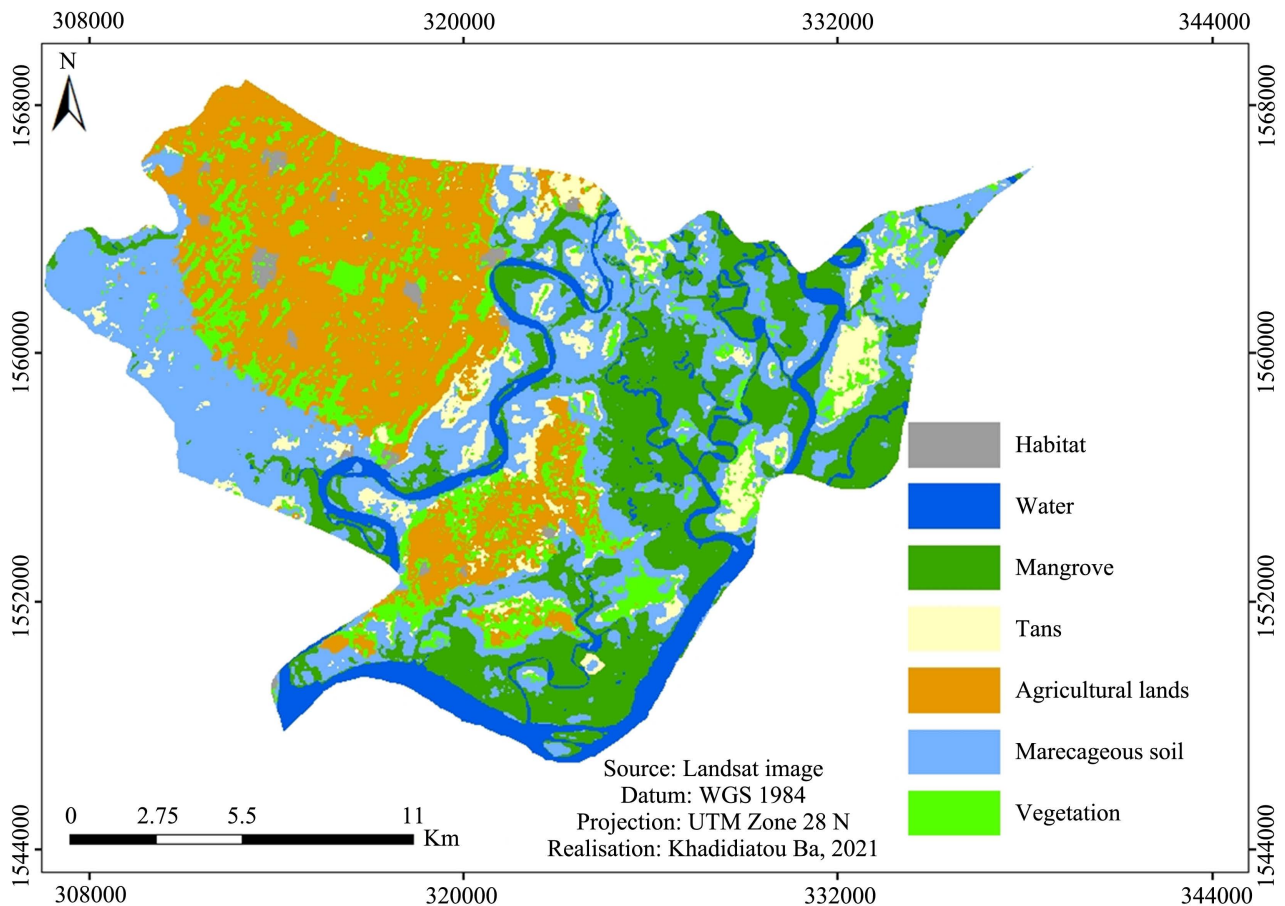 308000 320000 332000 344000
N
1568000 1568000
1560000 1560000
1552000 1552000
1544000 1544000
Habitat
Water
Mangrove
Tans
Agricultural lands
Marecageous soil
Vegetation
Source: Landsat image
Datum: WGS 1984
Projection: UTM Zone 28 N
Realisation: Khadidiatou Ba, 2021
0 2.75 5.5 11
Km
308000 320000 332000 344000